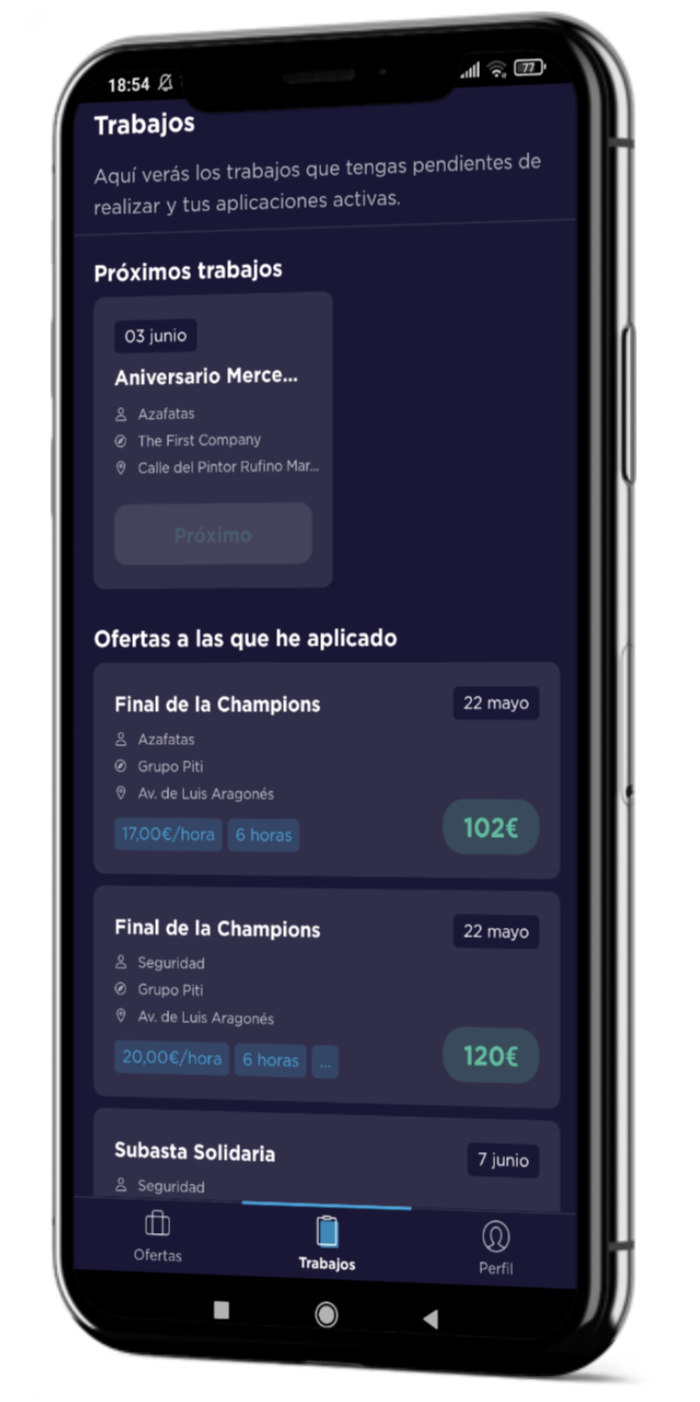 18:54
77
Trabajos
Aquí verás los trabajos que tengas pendientes de
realizar y tus aplicaciones activas.
Próximos trabajos
03 junio
Aniversario Merce...
Azafatas
The First Company
Calle del Pintor Rufino Mar...
Próximo
Ofertas a las que he aplicado
Final de la Champions
22 mayo
Azafatas
Grupo Piti
Av. de Luis Aragonés
17,00€/hora 6 horas
102€
Final de la Champions
22 mayo
Seguridad
Grupo Piti
Av. de Luis Aragonés
20,00€/hora 6 horas ...
120€
Subasta Solidaria
7 junio
Seguridad
Ofertas
Trabajos
Perfil